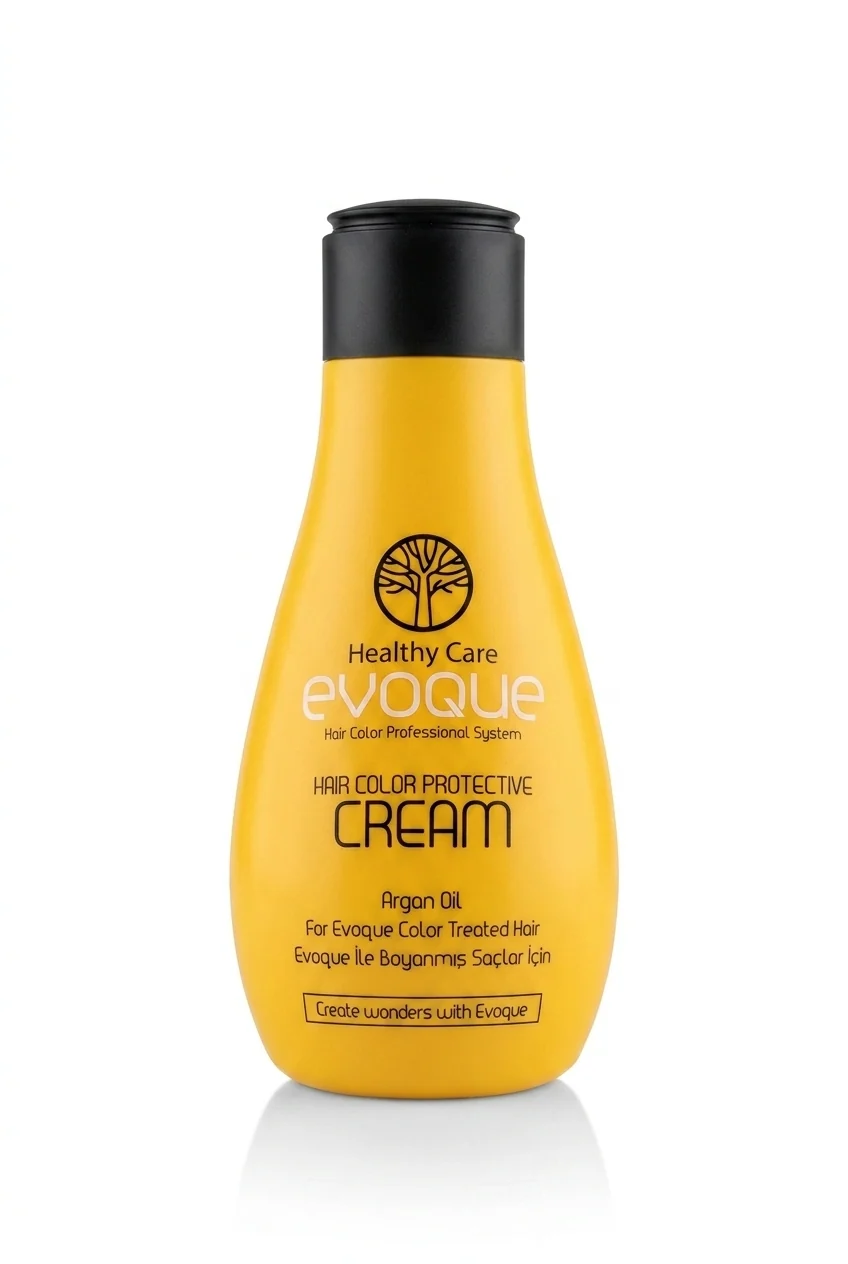 Healthy Care
evoque
Hair Color Professional System
HAIR COLOR PROTECTIVE
CREAM
Argan Oil
For Evoque Color Treated Hair
Evoque İle Boyanmış Saçlar İçin
Create wonders with Evoque